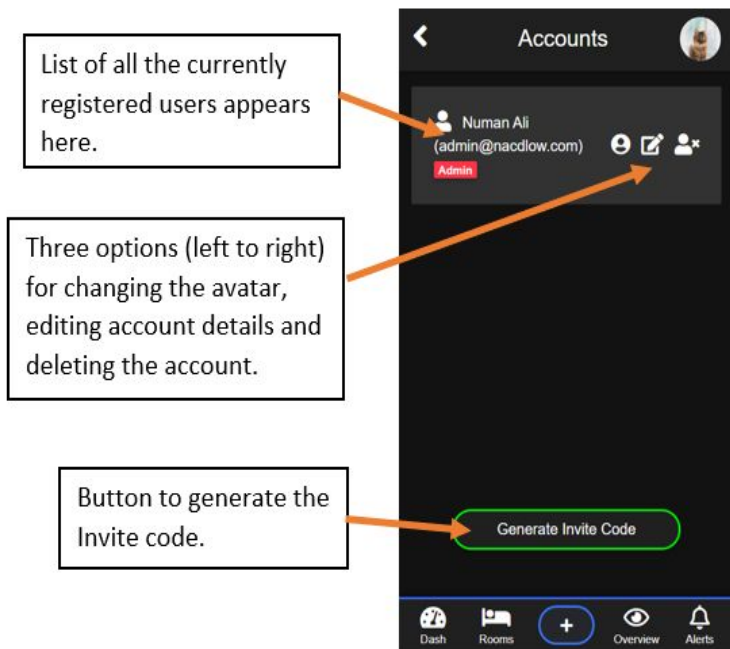 List of all the currently
registered users appears
here.
Three options (left to right)
for changing the avatar,
editing account details and
deleting the account.
Button to generate the
Invite code.
Accounts
Numan Ali
(admin@nacdlow.com)
Admin
Generate Invite Code
+
Dash
Rooms
Overview
Alerts